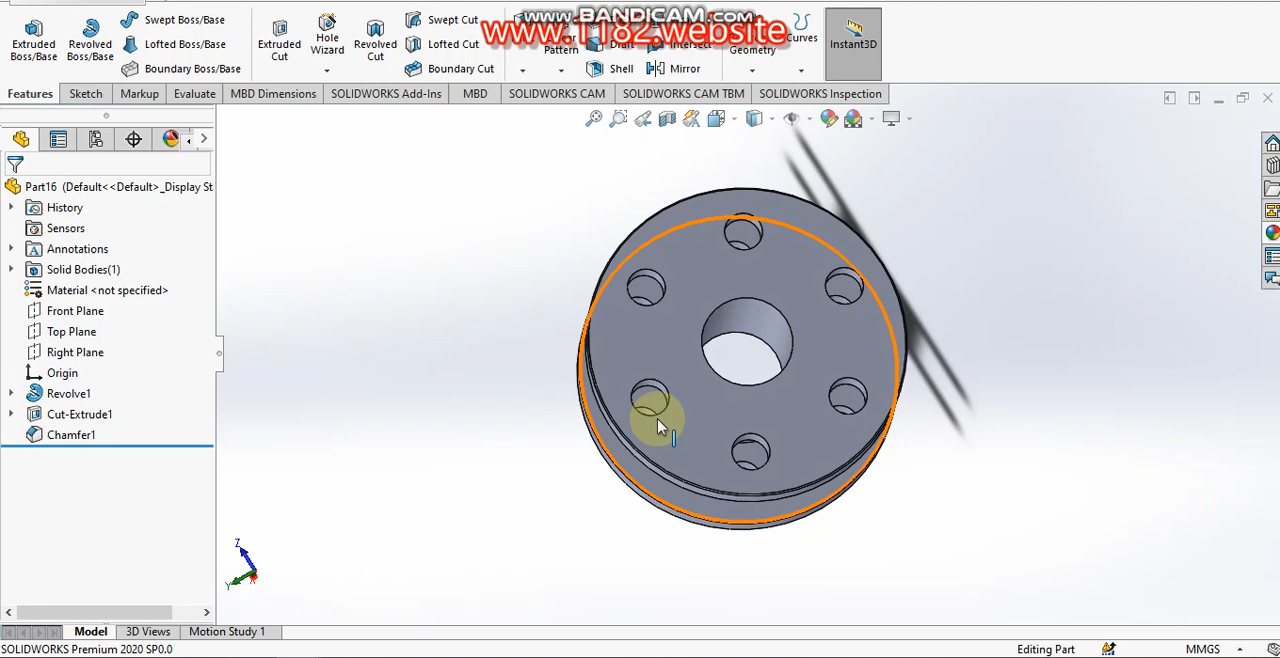 www.BANDICAM.com
www.1182.website
Extruded Boss/Base
Revolved Boss/Base
Swept Boss/Base
Lofted Boss/Base
Boundary Boss/Base
Extruded Cut
Hole Wizard
Revolved Cut
Swept Cut
Lofted Cut
Boundary Cut
Pattern
Draft
Shell
Intersect
Mirror
Geometry
Curves
Instant3D
Features Sketch Markup Evaluate MBD Dimensions SOLIDWORKS Add-Ins MBD SOLIDWORKS CAM SOLIDWORKS CAM TBM SOLIDWORKS Inspection
Part16 (Default<<Default>_Display St
History
Sensors
Annotations
Solid Bodies(1)
Material <not specified>
Front Plane
Top Plane
Right Plane
Origin
Revolve1
Cut-Extrude1
Chamfer1
Z
Y
X
Model 3D Views Motion Study 1
SOLIDWORKS Premium 2020 SP0.0 Editing Part MMGS